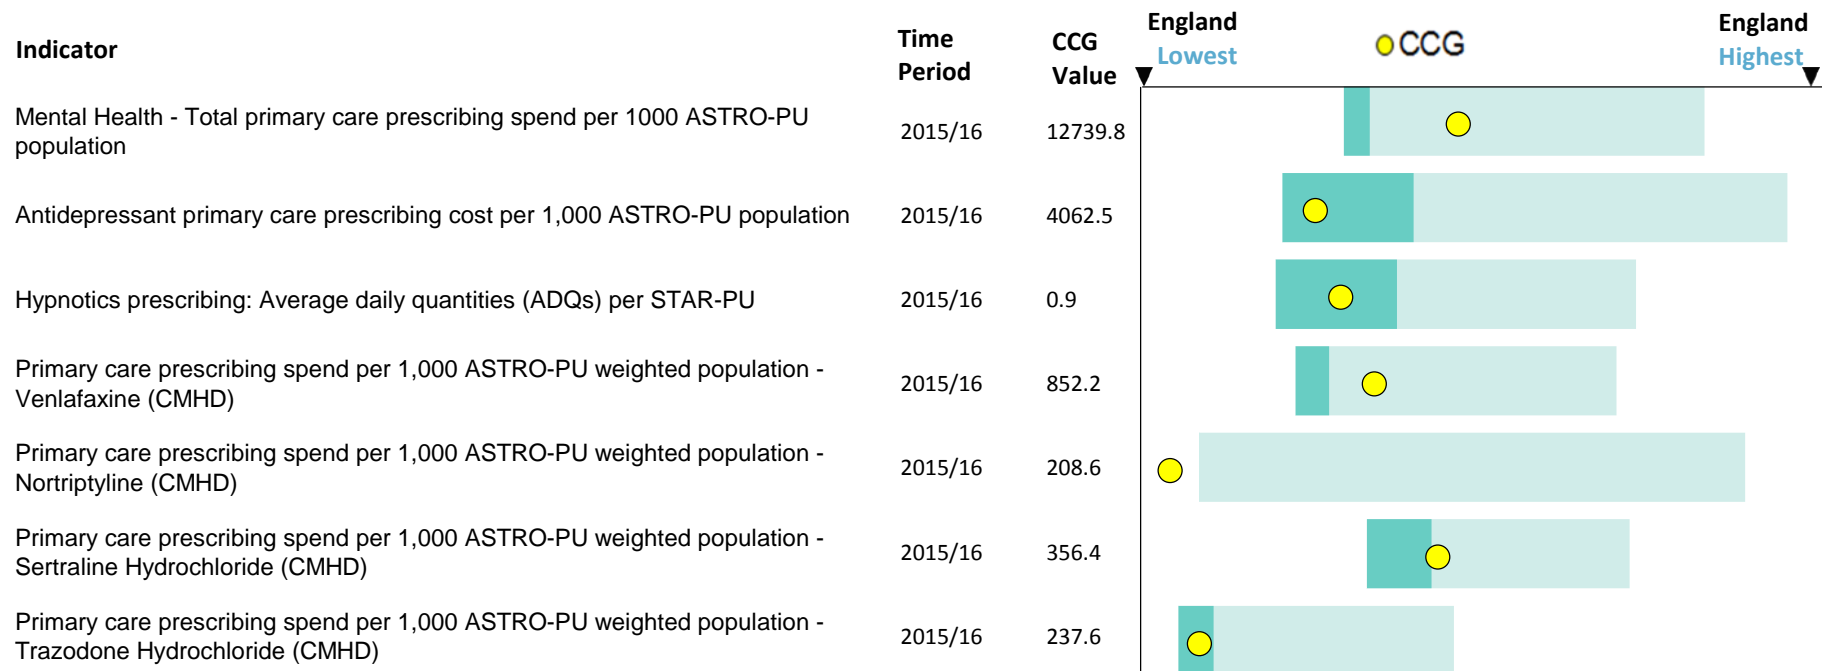 Indicator
Time
Period
CCG
Value
England
Lowest
CCG
England
Highest
Mental Health - Total primary care prescribing spend per 1000 ASTRO-PU
population
2015/16
12739.8
Antidepressant primary care prescribing cost per 1,000 ASTRO-PU population
2015/16
4062.5
Hypnotics prescribing: Average daily quantities (ADQs) per STAR-PU
2015/16
0.9
Primary care prescribing spend per 1,000 ASTRO-PU weighted population -
Venlafaxine (CMHD)
2015/16
852.2
Primary care prescribing spend per 1,000 ASTRO-PU weighted population -
Nortriptyline (CMHD)
2015/16
208.6
Primary care prescribing spend per 1,000 ASTRO-PU weighted population -
Sertraline Hydrochloride (CMHD)
2015/16
356.4
Primary care prescribing spend per 1,000 ASTRO-PU weighted population -
Trazodone Hydrochloride (CMHD)
2015/16
237.6